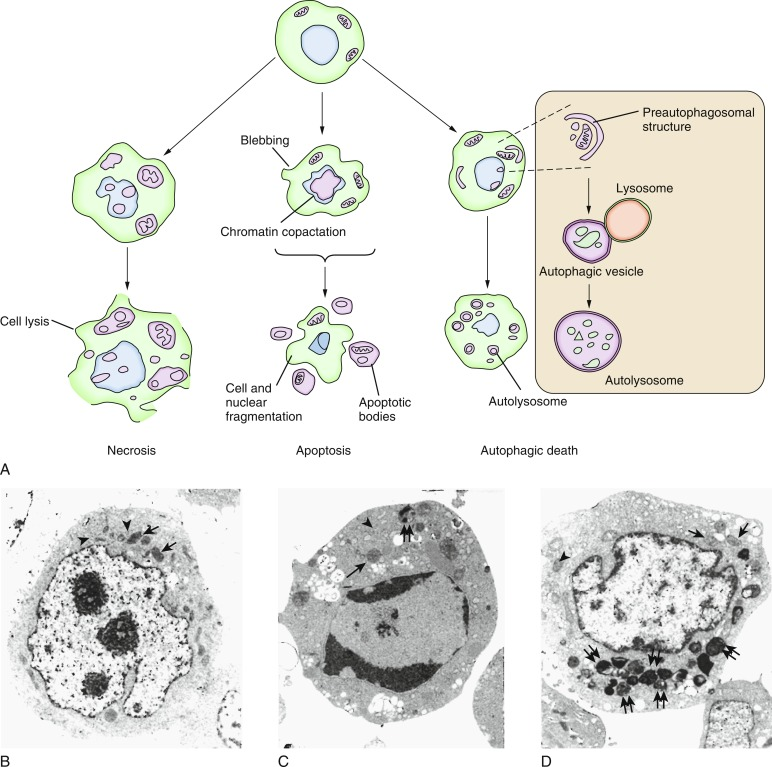 Preautophagosomal
structure
Blebbing
Lysosome
Chromatin copactation
Autophagic vesicle
Cell lysis
Cell and
nuclear
fragmentation
Apoptotic
bodies
Autolysosome
Autolysosome
Necrosis
Apoptosis
Autophagic death
A
B
C
D